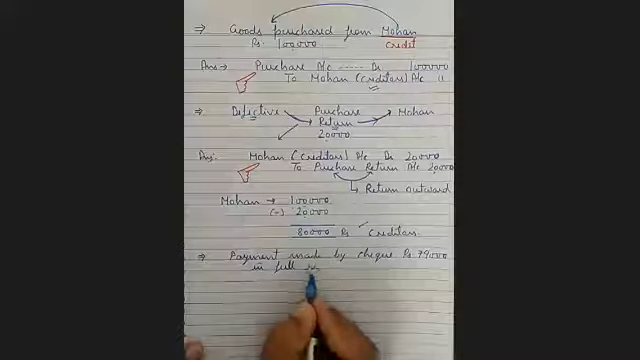 ⇒ Goods purchased from Mohan
Rs. 100000 credit
Ans → Purchase A/c ----- Dr 100000
To Mohan (creditors) A/c 11
⇒ Defective Purchase → Mohan
Return
20000
Ans: Mohan (creditors) A/c Dr 20000
To Purchase Return A/c 20000
→ Return outward
Mohan → 100000
(-) 20000
80000 Rs Creditors
⇒ Payment made by cheque Rs. 79000
in full